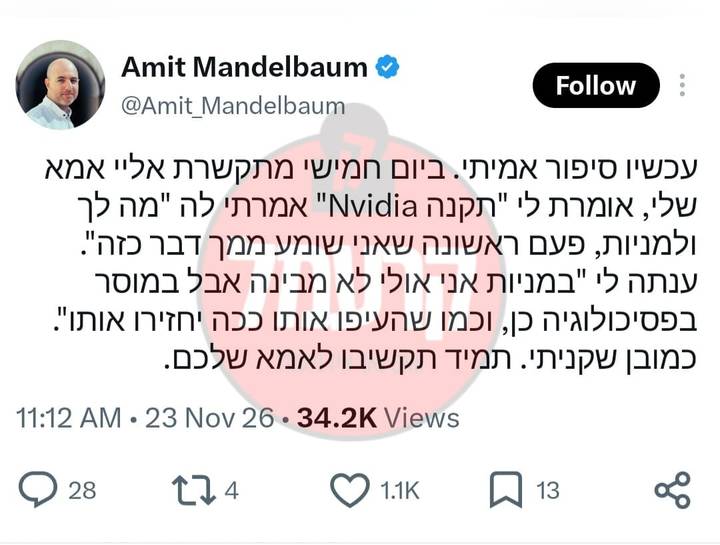 Amit Mandelbaum
@Amit_Mandelbaum
Follow
עכשיו סיפור אמיתי. ביום חמישי מתקשרת אליי אמא
שלי, אומרת לי "תקנה Nvidia" אמרתי לה "מה לך
ולמניות, פעם ראשונה שאני שומע ממך דבר כזה".
ענתה לי "במניות אני אולי לא מבינה אבל במוסר
בפסיכולוגיה כן, וכמו שהעיפו אותו ככה יחזירו אותו".
כמובן שקניתי. תמיד תקשיבו לאמא שלכם.
11:12 AM • 23 Nov 26 • 34.2K Views
28 4 1.1K 13